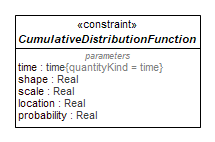 «constraint»
CumulativeDistributionFunction
parameters
time : time{quantityKind = time}
shape : Real
scale : Real
location : Real
probability : Real